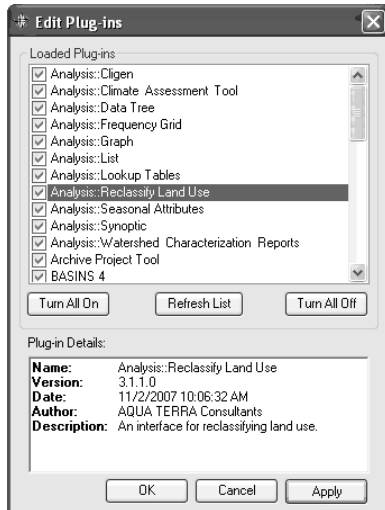 Edit Plug-ins
Loaded Plug-ins
Analysis::Cligen
Analysis::Climate Assessment Tool
Analysis::Data Tree
Analysis::Frequency Grid
Analysis::Graph
Analysis::List
Analysis::Lookup Tables
Analysis::Reclassify Land Use
Analysis::Seasonal Attributes
Analysis::Synoptic
Analysis::Watershed Characterization Reports
Archive Project Tool
BASINS 4
Turn All On Refresh List Turn All Off
Plug-in Details:
Name: Analysis::Reclassify Land Use
Version: 3.1.1.0
Date: 11/2/2007 10:06:32 AM
Author: AQUA TERRA Consultants
Description: An interface for reclassifying land use.
OK Cancel Apply